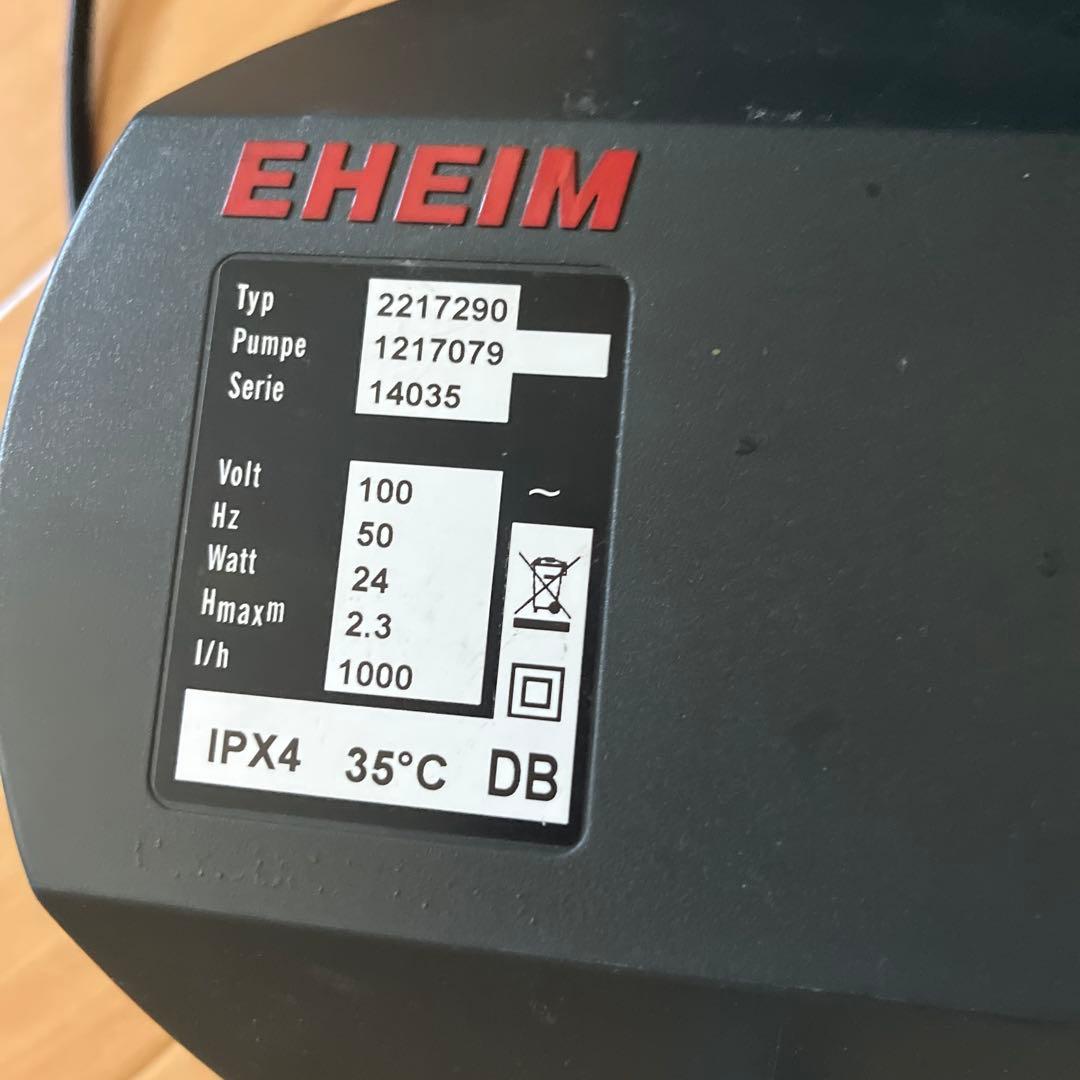 EHEIM
Typ 2217290
Pumpe 1217079
Serie 14035
Volt 100 ~
Hz 50
Watt 24
Hmaxm 2.3
l/h 1000
IPX4 35°C DB